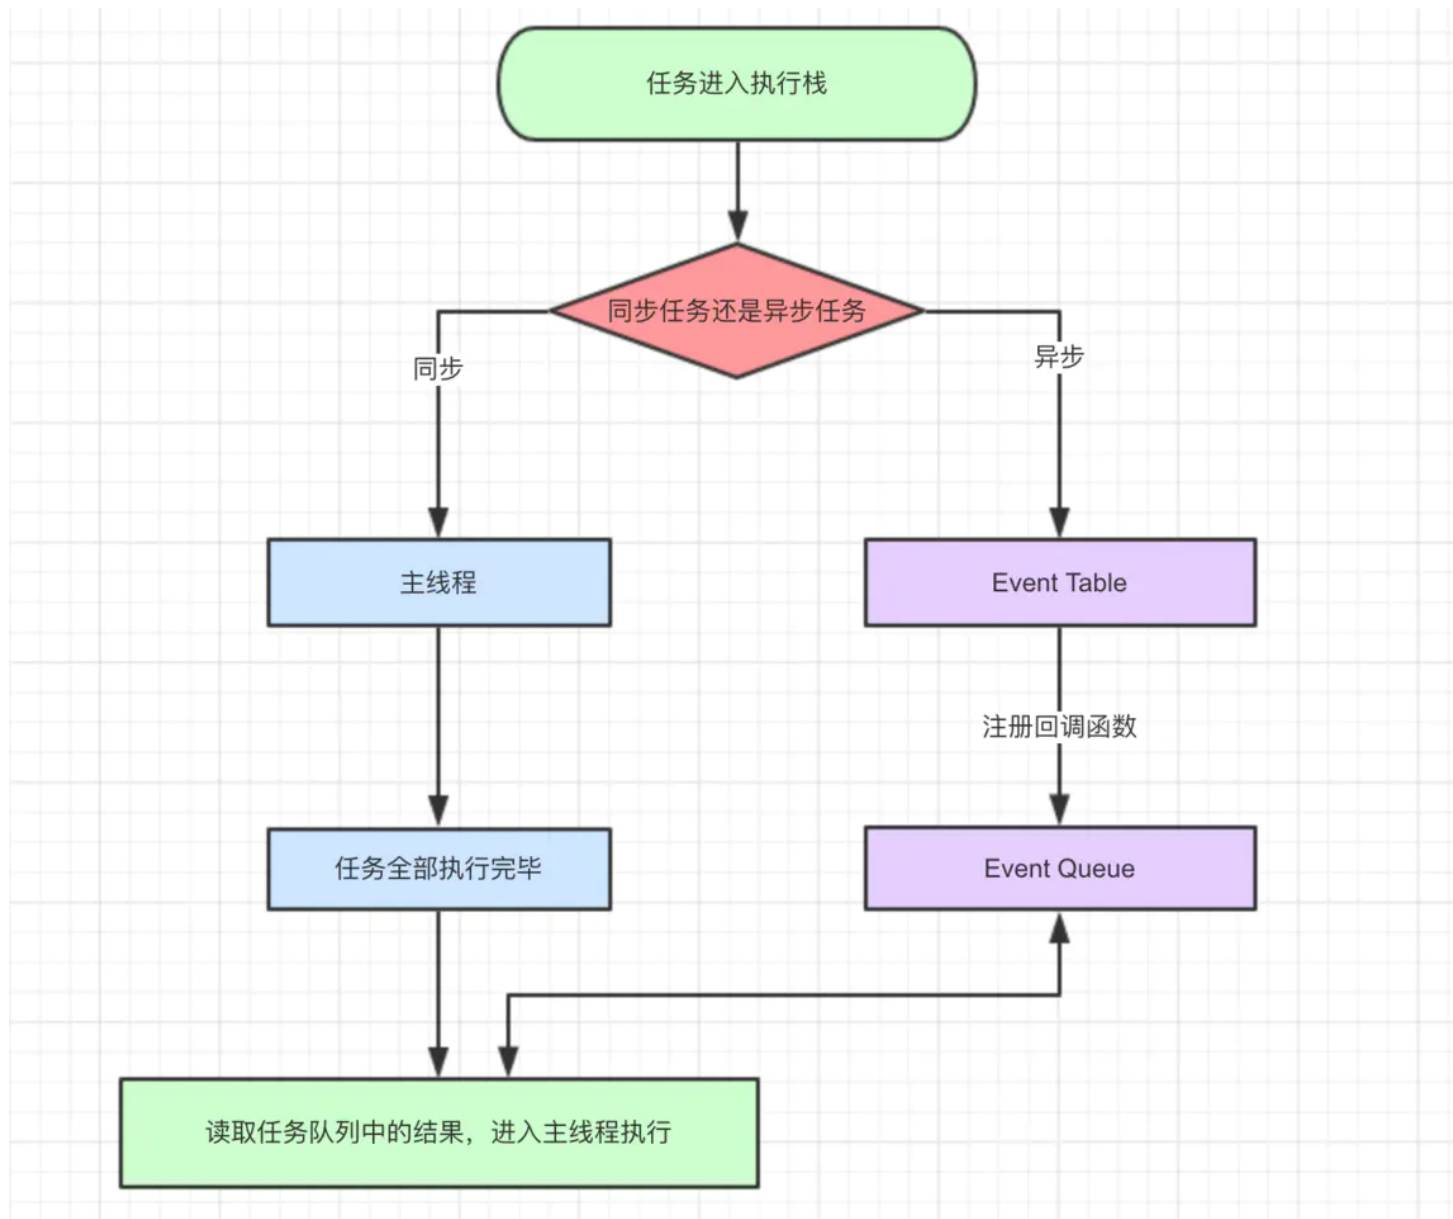 任务进入执行栈
同步任务还是异步任务
同步
异步
主线程
Event Table
注册回调函数
任务全部执行完毕
Event Queue
读取任务队列中的结果，进入主线程执行